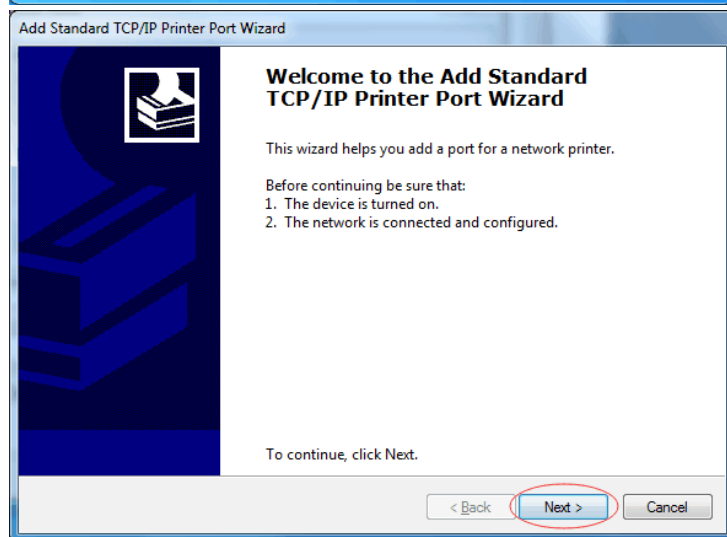 Add Standard TCP/IP Printer Port Wizard
Welcome to the Add Standard
TCP/IP Printer Port Wizard
This wizard helps you add a port for a network printer.
Before continuing be sure that:
1. The device is turned on.
2. The network is connected and configured.
To continue, click Next.
< Back Next > Cancel